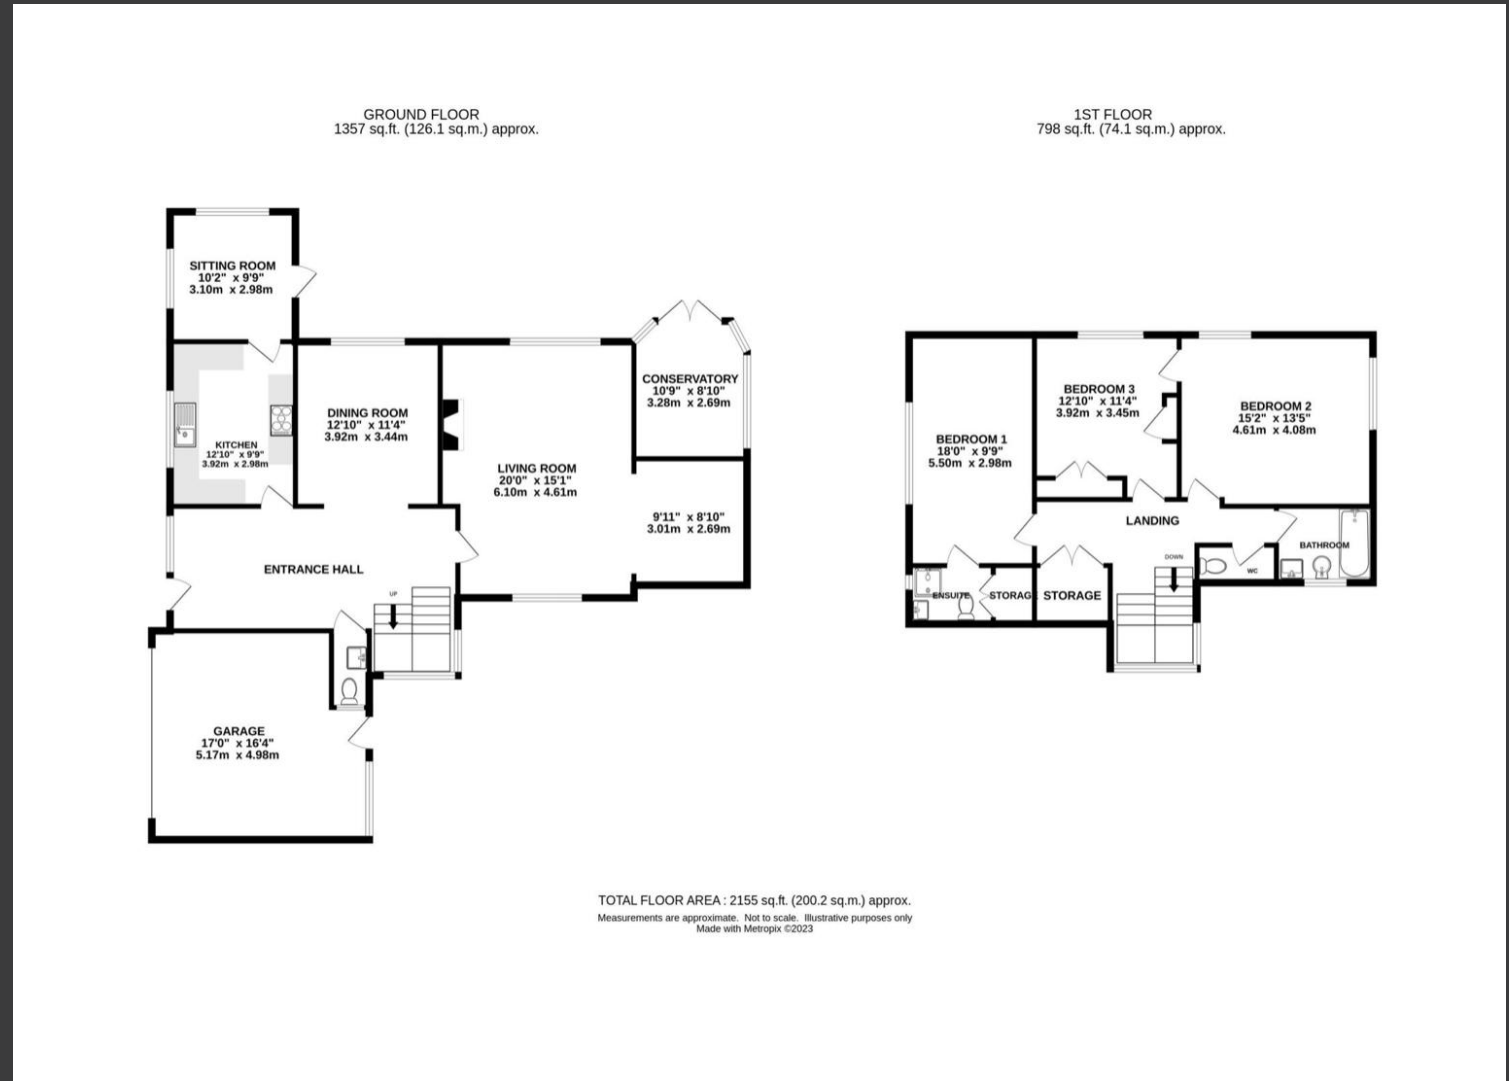 GROUND FLOOR
1357 sq.ft. (126.1 sq.m.) approx.
1ST FLOOR
798 sq.ft. (74.1 sq.m.) approx.
SITTING ROOM
10'2" x 9'9"
3.10m x 2.98m
KITCHEN
12'10" x 9'9"
3.92m x 2.98m
DINING ROOM
12'10" x 11'4"
3.92m x 3.44m
LIVING ROOM
20'0" x 15'1"
6.10m x 4.61m
CONSERVATORY
10'9" x 8'10"
3.28m x 2.69m
9'11" x 8'10"
3.01m x 2.69m
ENTRANCE HALL
UP
GARAGE
17'0" x 16'4"
5.17m x 4.98m
BEDROOM 1
18'0" x 9'9"
5.50m x 2.98m
BEDROOM 3
12'10" x 11'4"
3.92m x 3.45m
BEDROOM 2
15'2" x 13'5"
4.61m x 4.08m
LANDING
DOWN
BATHROOM
WC
ENSUITE
STORAGE
STORAGE
TOTAL FLOOR AREA : 2155 sq.ft. (200.2 sq.m.) approx.
Measurements are approximate. Not to scale. Illustrative purposes only
Made with Metropix ©2023